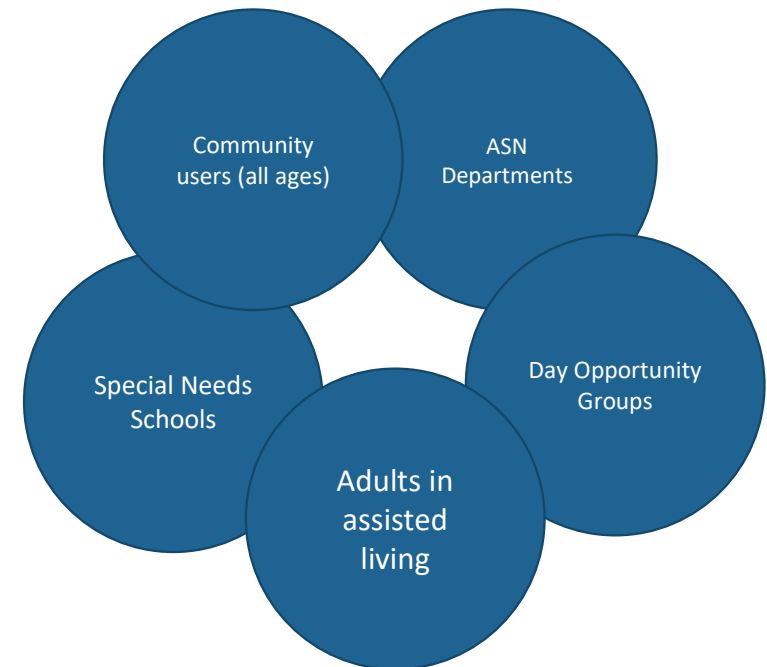 Community
users (all ages)
ASN
Departments
Day Opportunity
Groups
Adults in
assisted
living
Special Needs
Schools